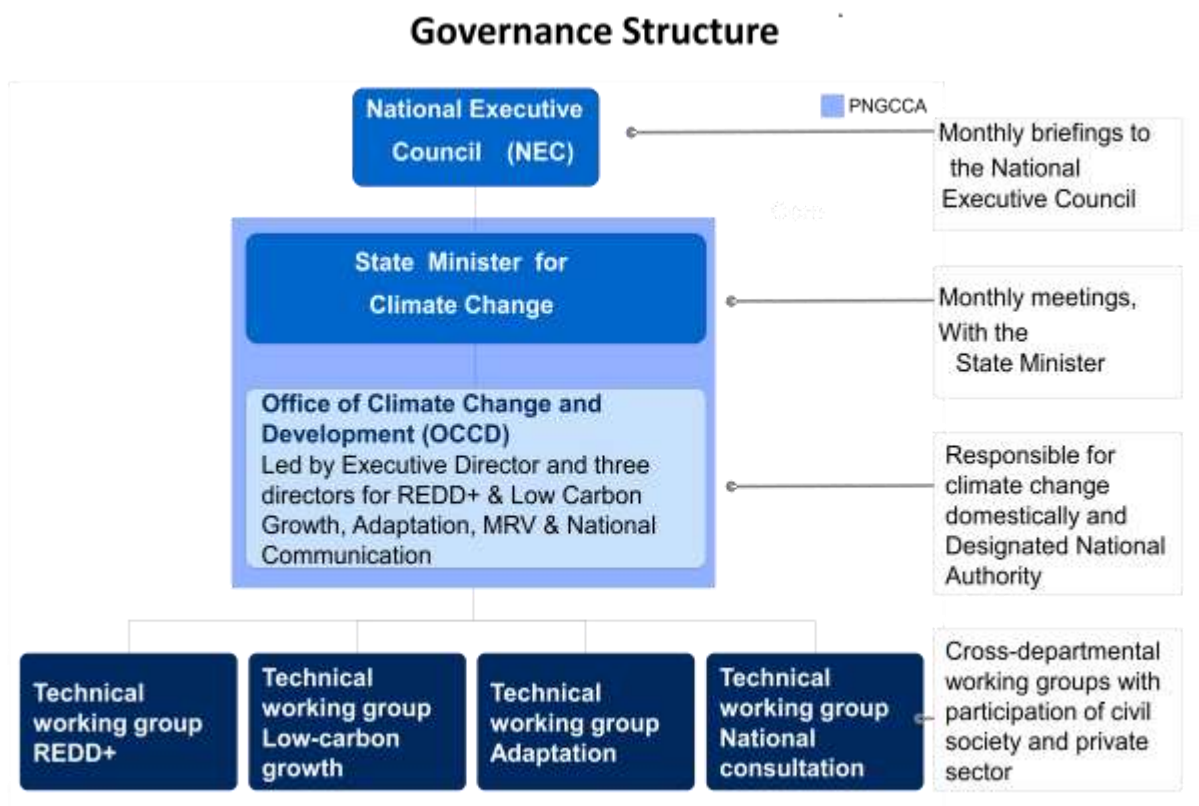 Governance Structure
National Executive
Council (NEC)
PNGCCA
Monthly briefings to
the National
Executive Council
State Minister for
Climate Change
Monthly meetings,
With the
State Minister
Office of Climate Change and
Development (OCCD)
Led by Executive Director and three
directors for REDD+ & Low Carbon
Growth, Adaptation, MRV & National
Communication
Responsible for
climate change
domestically and
Designated National
Authority
Technical
working group
REDD+
Technical
working group
Low-carbon
growth
Technical
working group
Adaptation
Technical
working group
National
consultation
Cross-departmental
working groups with
participation of civil
society and private
sector